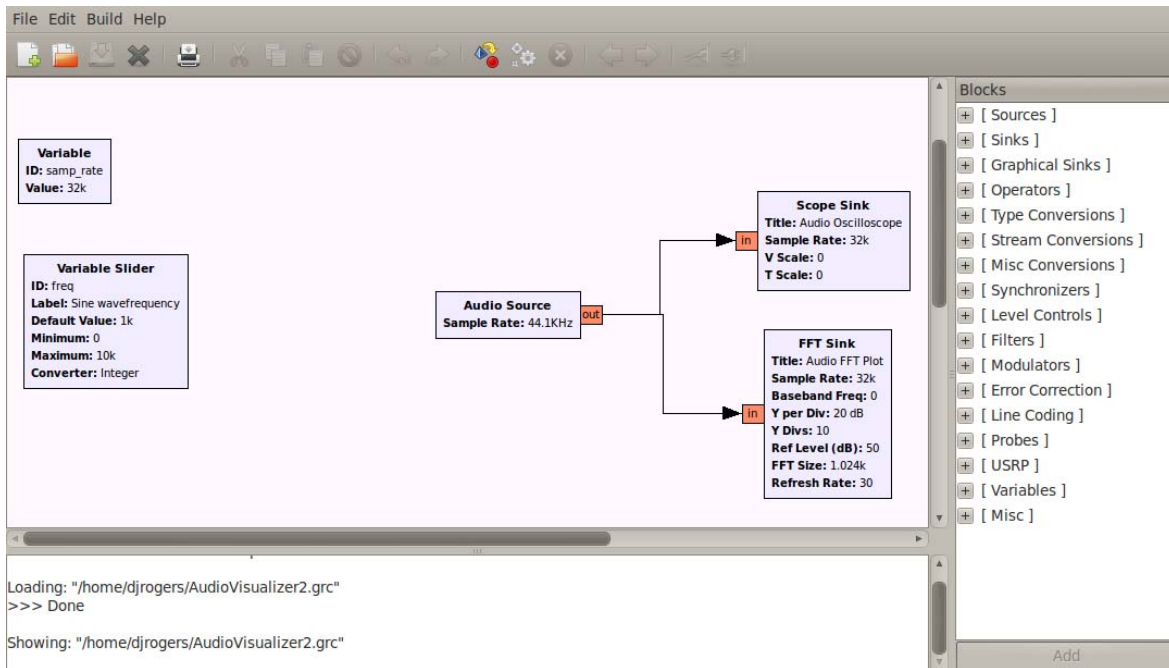 File Edit Build Help
Variable
ID: samp_rate
Value: 32k
Variable Slider
ID: freq
Label: Sine wavefrequency
Default Value: 1k
Minimum: 0
Maximum: 10k
Converter: Integer
Audio Source
Sample Rate: 44.1KHz
out
Scope Sink
Title: Audio Oscilloscope
in
Sample Rate: 32k
V Scale: 0
T Scale: 0
FFT Sink
Title: Audio FFT Plot
Sample Rate: 32k
Baseband Freq: 0
in
Y per Div: 20 dB
Y Divs: 10
Ref Level (dB): 50
FFT Size: 1.024k
Refresh Rate: 30
Blocks
[ Sources ]
[ Sinks ]
[ Graphical Sinks ]
[ Operators ]
[ Type Conversions ]
[ Stream Conversions ]
[ Misc Conversions ]
[ Synchronizers ]
[ Level Controls ]
[ Filters ]
[ Modulators ]
[ Error Correction ]
[ Line Coding ]
[ Probes ]
[ USRP ]
[ Variables ]
[ Misc ]
Add
Loading: "/home/djrogers/AudioVisualizer2.grc"
>>> Done
Showing: "/home/djrogers/AudioVisualizer2.grc"